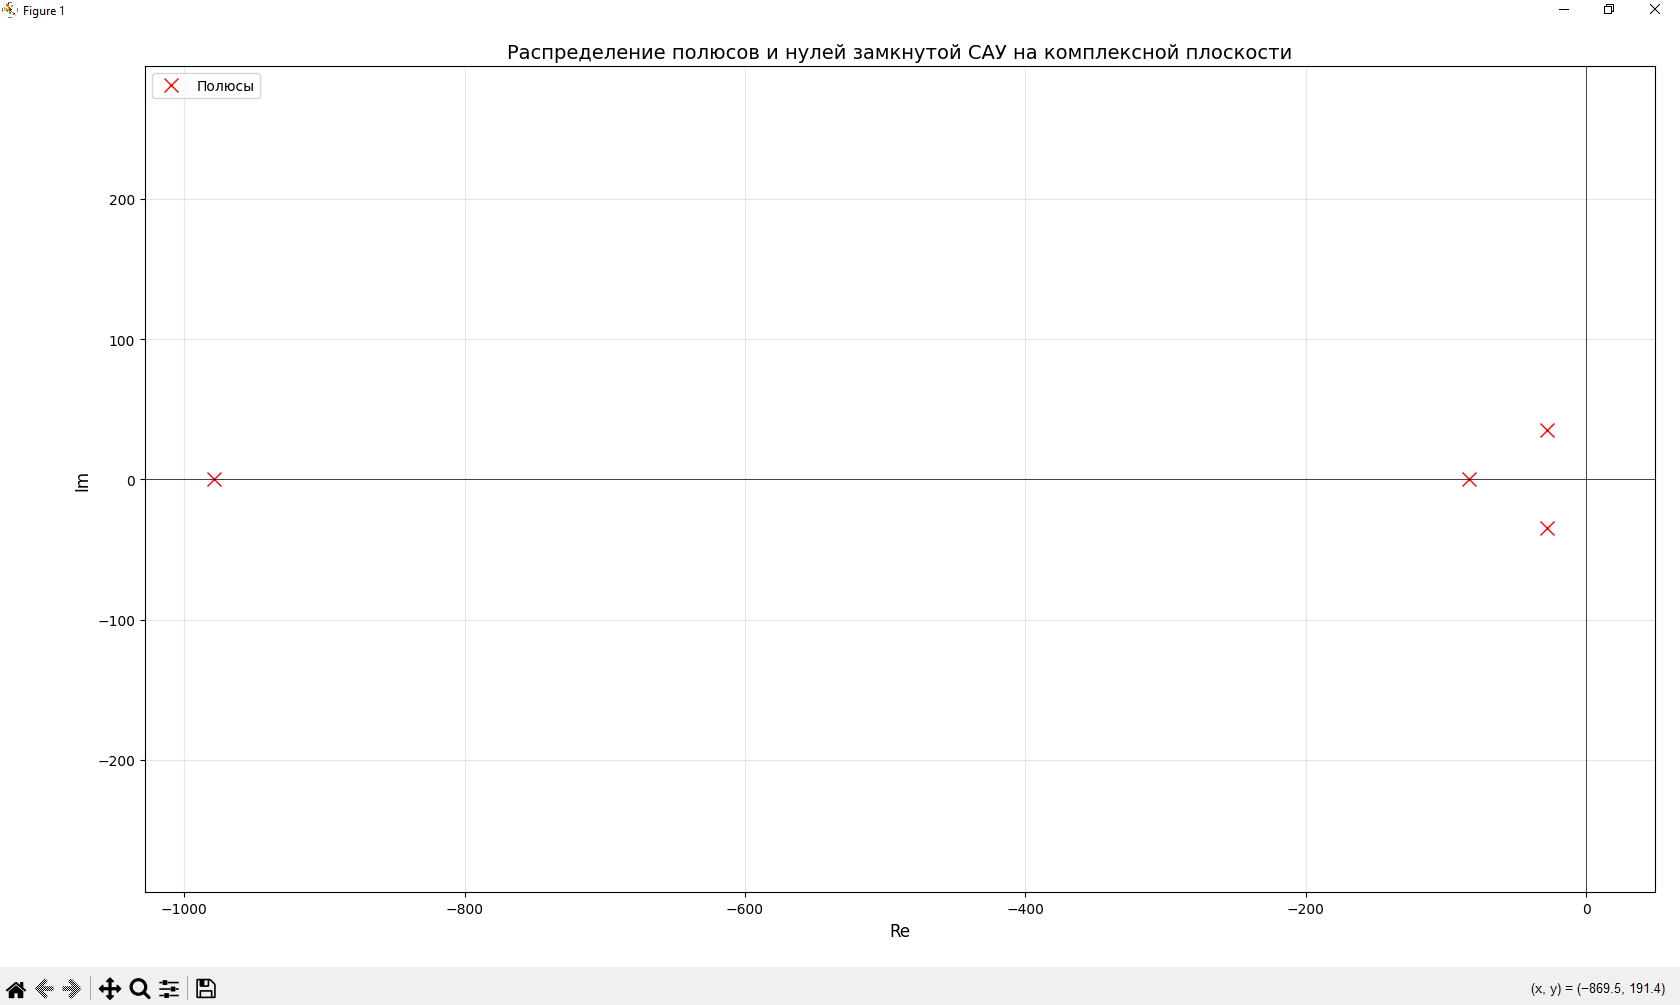 Figure 1
Распределение полюсов и нулей замкнутой САУ на комплексной плоскости
Полюсы
200
100
0
−100
−200
Im
−1000 −800 −600 −400 −200 0
Re
(x, y) = (−869.5, 191.4)